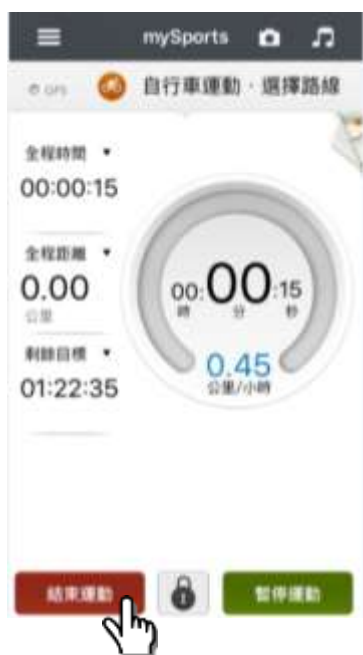 mySports
GPS 自行車運動 · 選擇路線
全程時間
00:00:15
全程距離
0.00
公里
剩餘目標
01:22:35
00:00:15
時 分 秒
0.45
公里/小時
結束運動 暫停運動